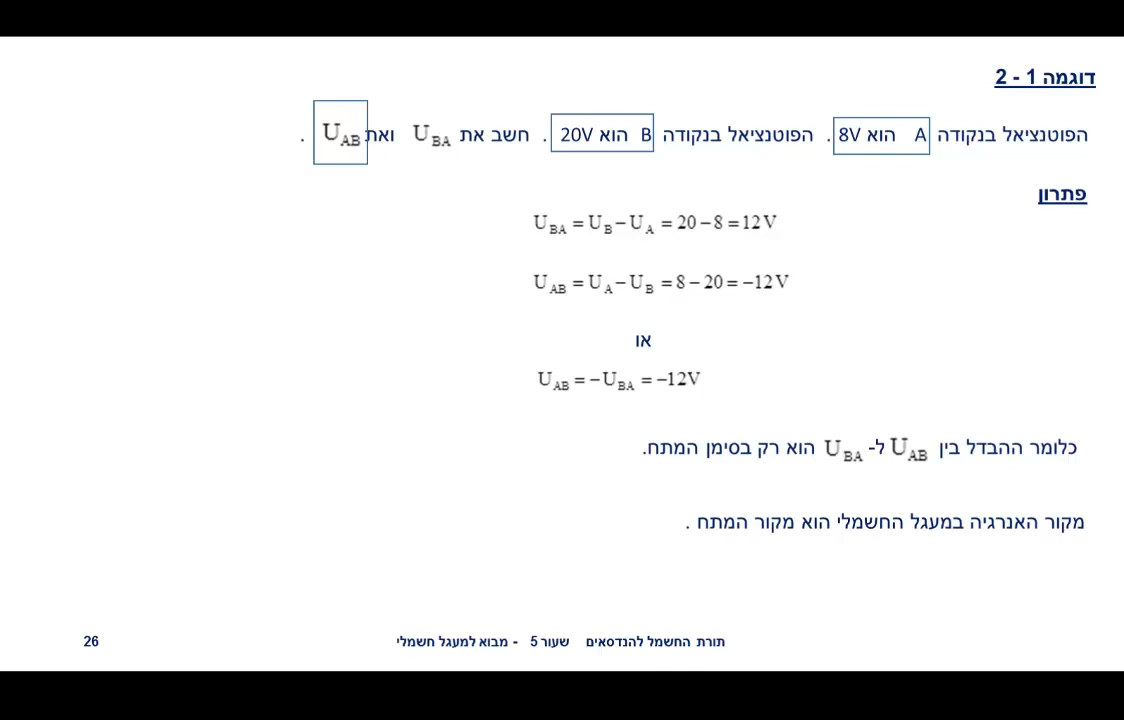 דוגמה 1 - 2
הפוטנציאל בנקודה A הוא 8V . הפוטנציאל בנקודה B הוא 20V . חשב את U_BA ואת U_AB .
פתרון
U_BA = U_B − U_A = 20 − 8 = 12V
U_AB = U_A − U_B = 8 − 20 = −12V
או
U_AB = −U_BA = −12V
כלומר ההבדל בין U_AB ל- U_BA הוא רק בסימן המתח.
מקור האנרגיה במעגל החשמלי הוא מקור המתח .
תורת החשמל להנדסאים שעור 5 - מבוא למעגל חשמלי
26